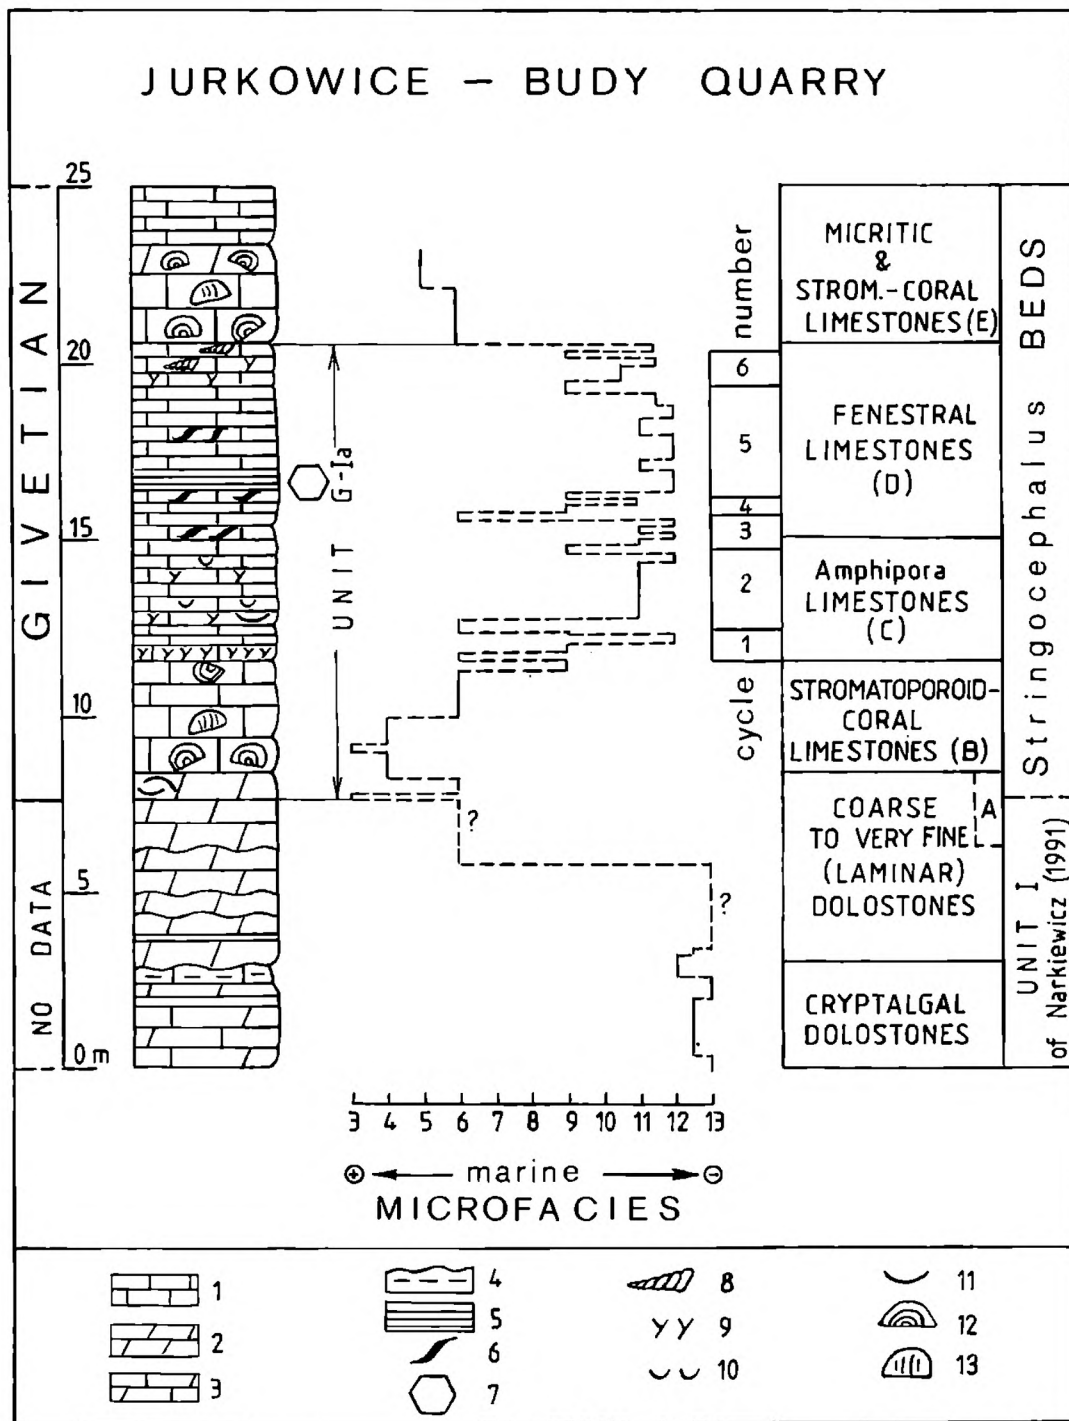 JURKOWICE – BUDY QUARRY
GIVETIAN
NO DATA
25
20
15
10
5
0 m
UNIT G-Ia
?
?
cycle number
6
5
4
3
2
1
MICRITIC
&
STROM.-CORAL
LIMESTONES (E)
FENESTRAL
LIMESTONES
(D)
Amphipora
LIMESTONES
(C)
STROMATOPOROID-
CORAL
LIMESTONES (B)
COARSE
TO VERY FINE
(LAMINAR)
DOLOSTONES
A
CRYPTALGAL
DOLOSTONES
Stringocephalus BEDS
UNIT I
of Narkiewicz (1991)
3 4 5 6 7 8 9 10 11 12 13
+ marine −
MICROFACIES
1
2
3
4
5
6
7
8
9
10
11
12
13